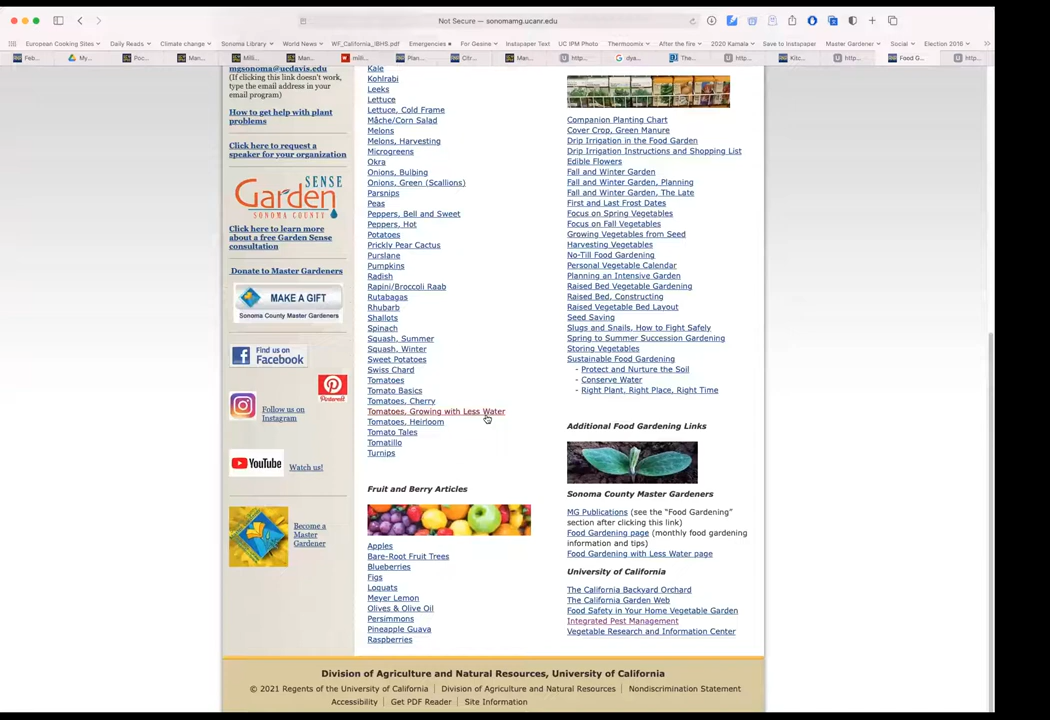 Not Secure — sonomamg.ucanr.edu
European Cooking Sites
Daily Reads
Climate change
Sonoma Library
World News
WF_California_IBHS.pdf
Emergencies
For Gesine
Instapaper Text
UC IPM Photo
Thermomix
After the fire
2020 Kamala
Save to Instapaper
Master Gardener
Social
Election 2016
Feb...
My...
Poc...
Man...
Milli...
Man...
milli...
Plan...
Citr...
Man...
http...
dya...
The...
http...
Kitc...
http...
Food G...
http...
mgsonoma@ucdavis.edu
(If clicking this link doesn't work,
type the email address in your
email program)
How to get help with plant
problems
Click here to request a
speaker for your organization
Garden SENSE
SONOMA COUNTY
Click here to learn more
about a free Garden Sense
consultation
Donate to Master Gardeners
MAKE A GIFT
Sonoma County Master Gardeners
Find us on
Facebook
Pinterest
Follow us on
Instagram
YouTube
Watch us!
Become a
Master
Gardener
Kale
Kohlrabi
Leeks
Lettuce
Lettuce, Cold Frame
Mâche/Corn Salad
Melons
Melons, Harvesting
Microgreens
Okra
Onions, Bulbing
Onions, Green (Scallions)
Parsnips
Peas
Peppers, Bell and Sweet
Peppers, Hot
Potatoes
Prickly Pear Cactus
Purslane
Pumpkins
Radish
Rapini/Broccoli Raab
Rutabagas
Rhubarb
Shallots
Spinach
Squash, Summer
Squash, Winter
Sweet Potatoes
Swiss Chard
Tomatoes
Tomato Basics
Tomatoes, Cherry
Tomatoes, Growing with Less Water
Tomatoes, Heirloom
Tomato Tales
Tomatillo
Turnips
Fruit and Berry Articles
Apples
Bare-Root Fruit Trees
Blueberries
Figs
Loquats
Meyer Lemon
Olives & Olive Oil
Persimmons
Pineapple Guava
Raspberries
Companion Planting Chart
Cover Crop, Green Manure
Drip Irrigation in the Food Garden
Drip Irrigation Instructions and Shopping List
Edible Flowers
Fall and Winter Garden
Fall and Winter Garden, Planning
Fall and Winter Garden, The Late
First and Last Frost Dates
Focus on Spring Vegetables
Focus on Fall Vegetables
Growing Vegetables from Seed
Harvesting Vegetables
No-Till Food Gardening
Personal Vegetable Calendar
Planning an Intensive Garden
Raised Bed Vegetable Gardening
Raised Bed, Constructing
Raised Vegetable Bed Layout
Seed Saving
Slugs and Snails, How to Fight Safely
Spring to Summer Succession Gardening
Storing Vegetables
Sustainable Food Gardening
- Protect and Nurture the Soil
- Conserve Water
- Right Plant, Right Place, Right Time
Additional Food Gardening Links
Sonoma County Master Gardeners
MG Publications (see the "Food Gardening"
section after clicking this link)
Food Gardening page (monthly food gardening
information and tips)
Food Gardening with Less Water page
University of California
The California Backyard Orchard
The California Garden Web
Food Safety in Your Home Vegetable Garden
Integrated Pest Management
Vegetable Research and Information Center
Division of Agriculture and Natural Resources, University of California
© 2021 Regents of the University of California | Division of Agriculture and Natural Resources | Nondiscrimination Statement
Accessibility | Get PDF Reader | Site Information